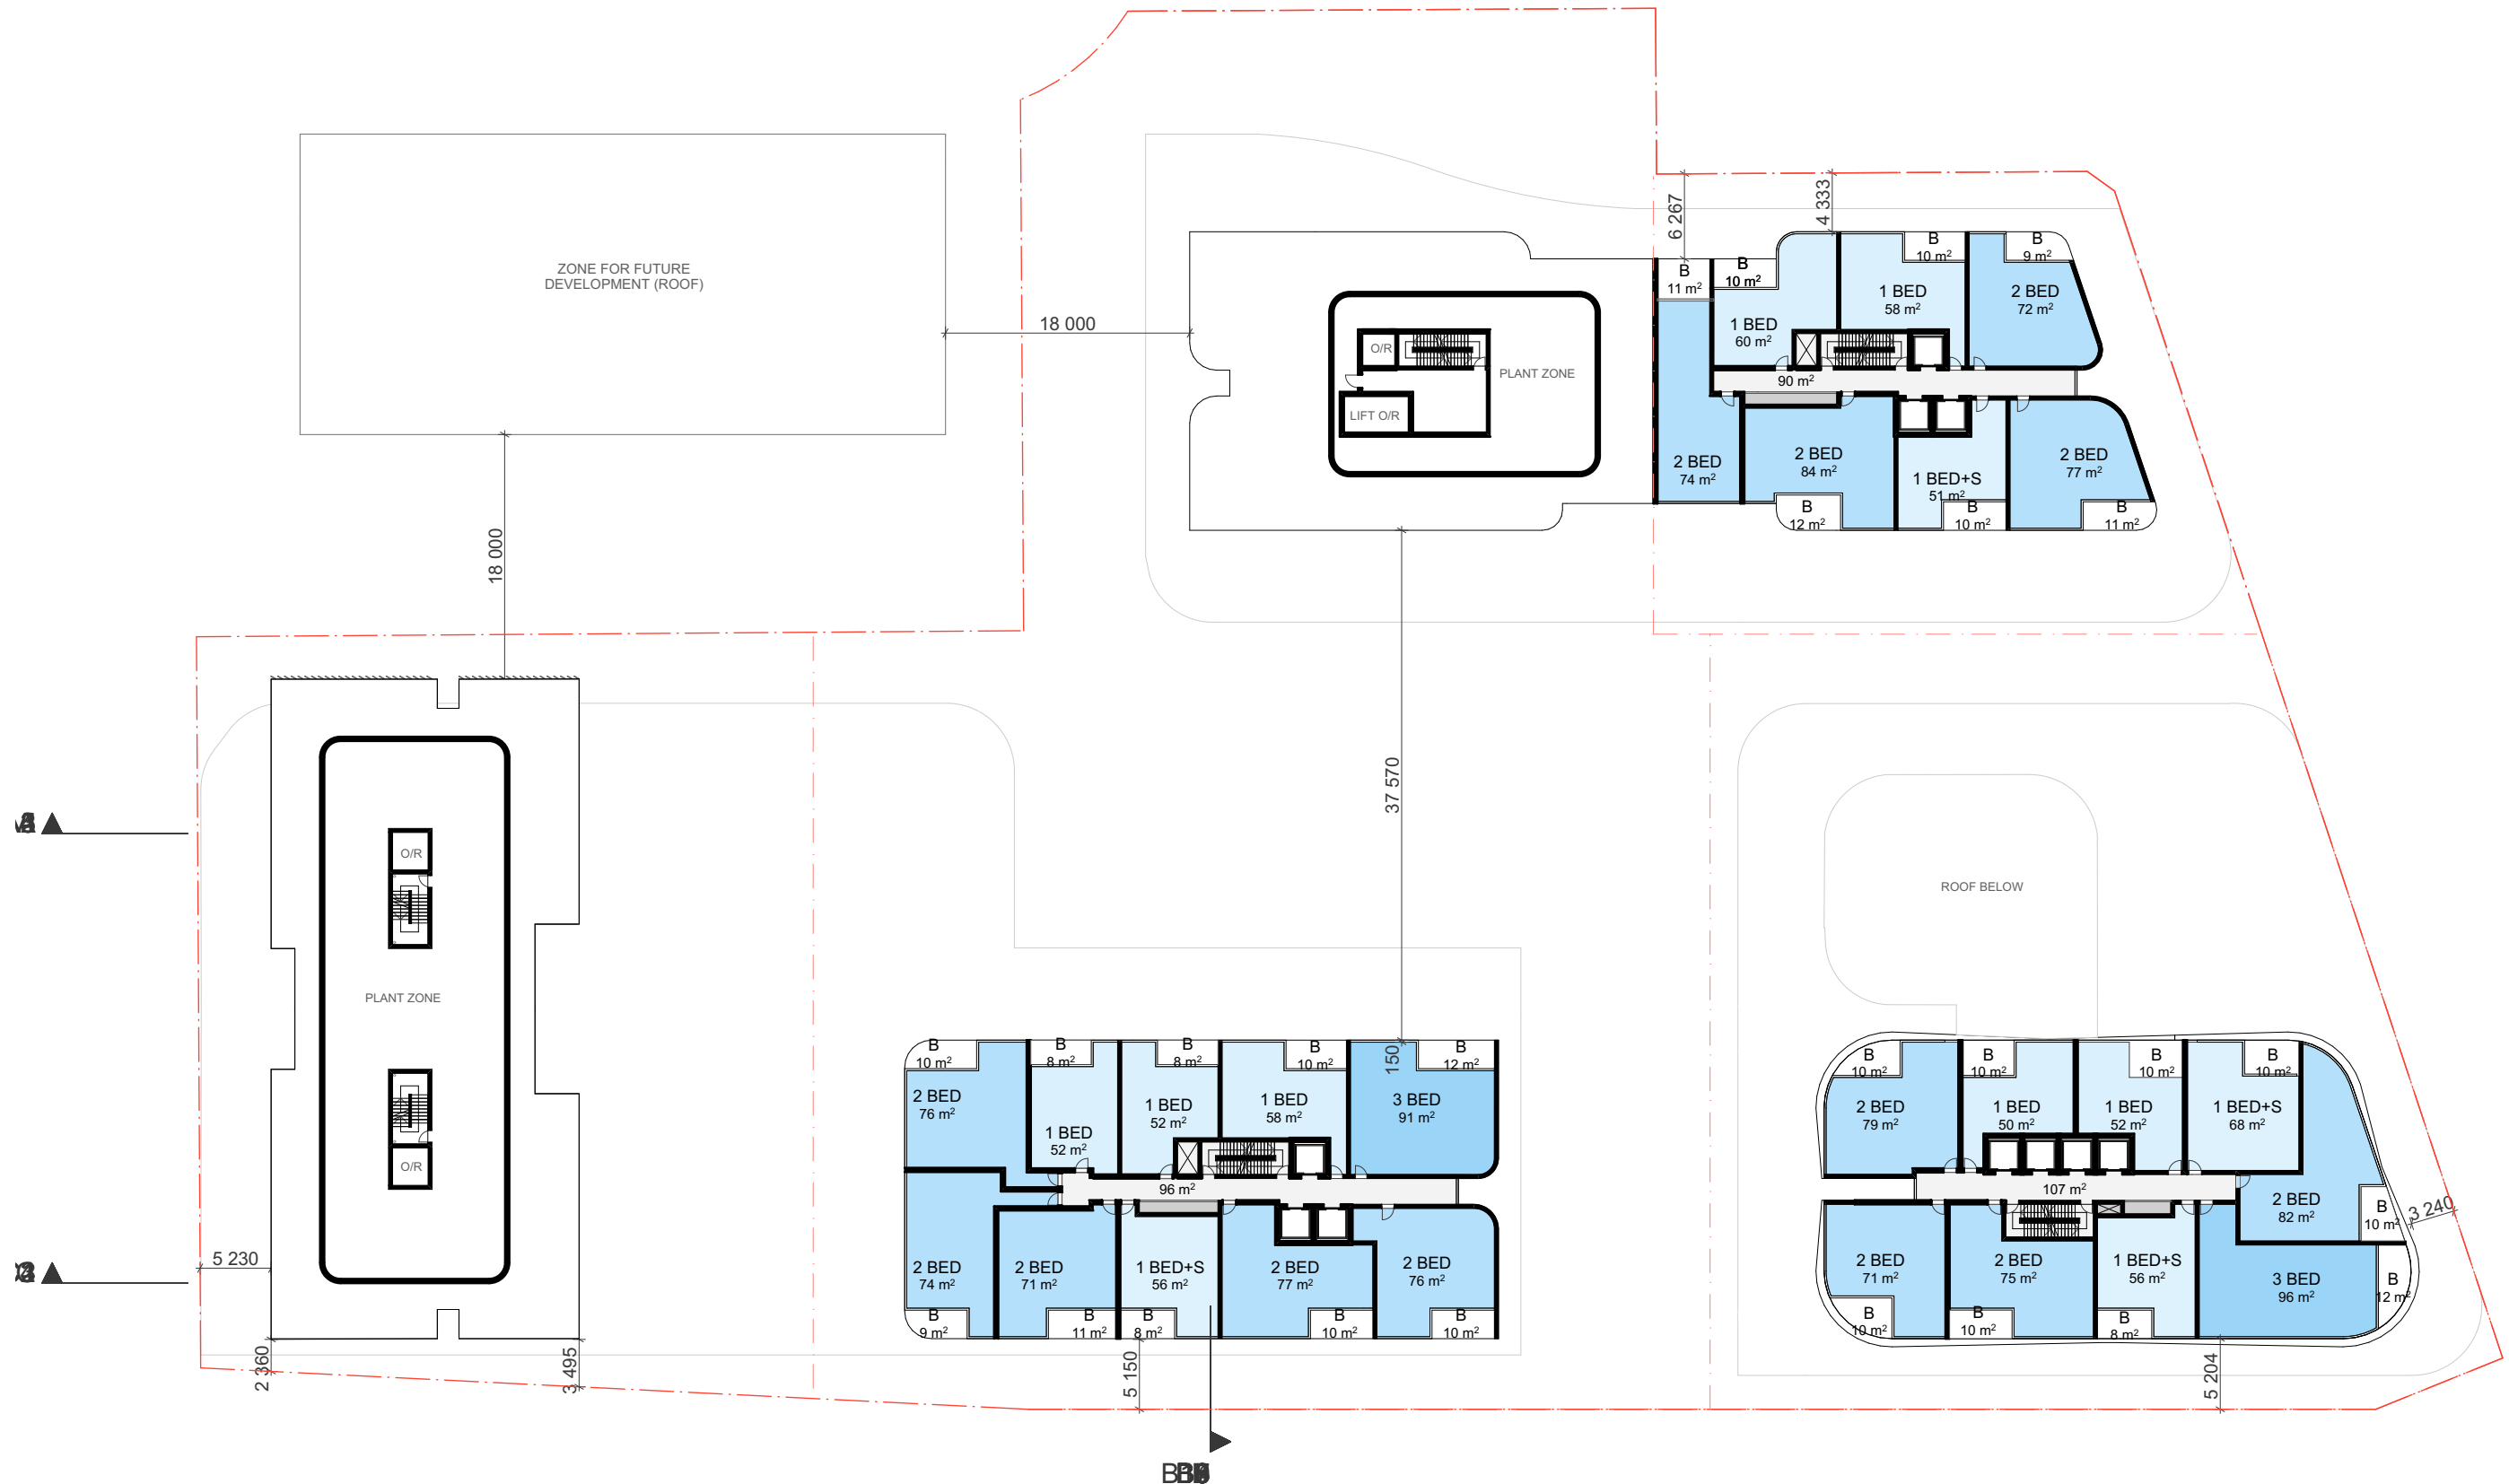 ZONE FOR FUTURE
DEVELOPMENT (ROOF)
18 000
18 000
6 267
4 333
B
11 m²
B
10 m²
B
10 m²
B
9 m²
1 BED
60 m²
1 BED
58 m²
2 BED
72 m²
O/R
LIFT O/R
PLANT ZONE
90 m²
2 BED
74 m²
2 BED
84 m²
1 BED+S
51 m²
2 BED
77 m²
B
12 m²
B
10 m²
B
11 m²
37 570
150
O/R
PLANT ZONE
O/R
5 230
2 360
3 495
ROOF BELOW
B
10 m²
B
8 m²
B
8 m²
B
10 m²
B
12 m²
2 BED
76 m²
1 BED
52 m²
1 BED
52 m²
1 BED
58 m²
3 BED
91 m²
96 m²
2 BED
74 m²
2 BED
71 m²
1 BED+S
56 m²
2 BED
77 m²
2 BED
76 m²
B
9 m²
B
11 m²
B
8 m²
B
10 m²
B
10 m²
5 150
B
10 m²
B
10 m²
B
10 m²
B
10 m²
2 BED
79 m²
1 BED
50 m²
1 BED
52 m²
1 BED+S
68 m²
107 m²
2 BED
82 m²
B
10 m²
3 240
2 BED
71 m²
2 BED
75 m²
1 BED+S
56 m²
3 BED
96 m²
B
12 m²
B
10 m²
B
10 m²
B
8 m²
5 204